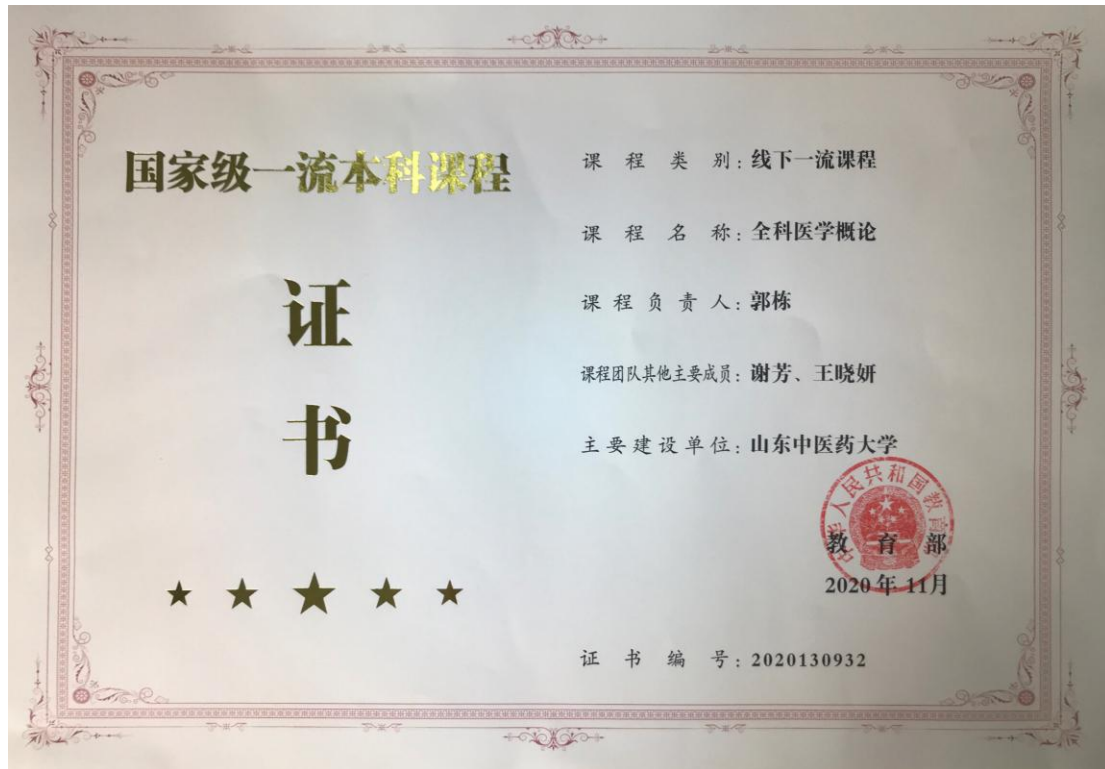 国家级一流本科课程
证
书
课程类别：线下一流课程
课程名称：全科医学概论
课程负责人：郭栋
课程团队其他主要成员：谢芳、王晓妍
主要建设单位：山东中医药大学
中华人民共和国教育部
教育部
2020年11月
证书编号：2020130932